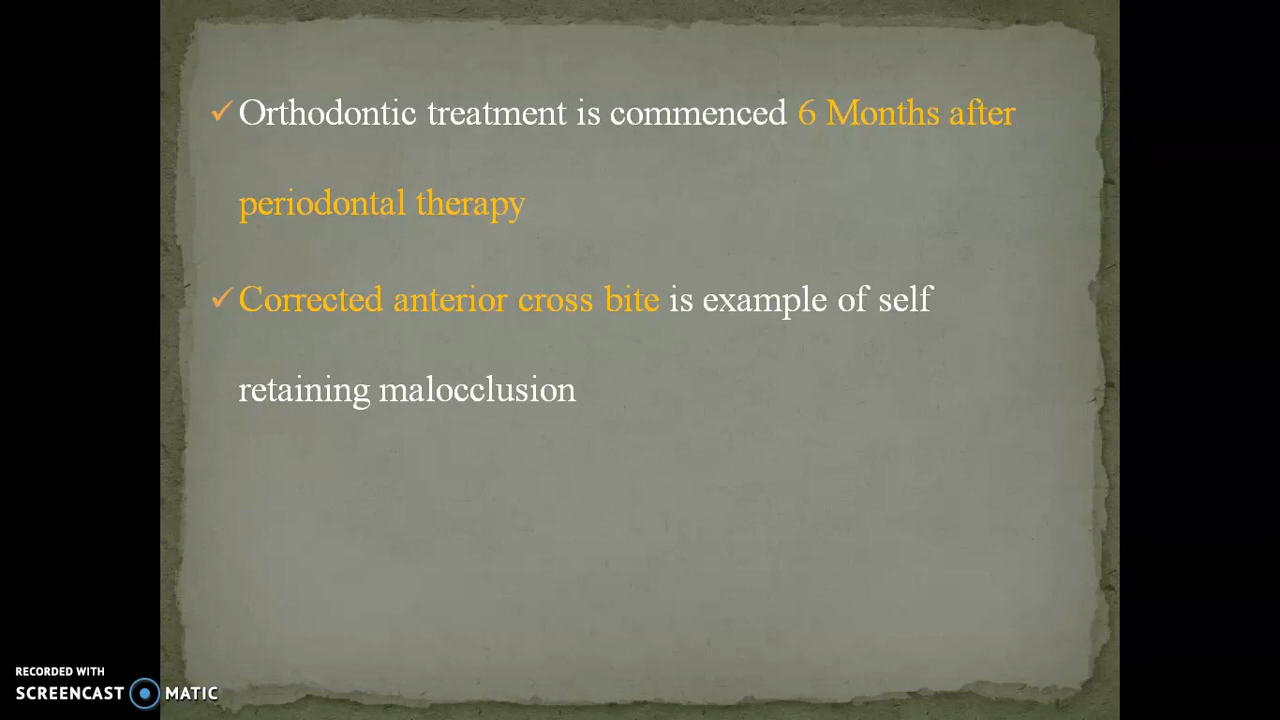 Orthodontic treatment is commenced 6 Months after
periodontal therapy
Corrected anterior cross bite is example of self
retaining malocclusion
RECORDED WITH
SCREENCAST MATIC